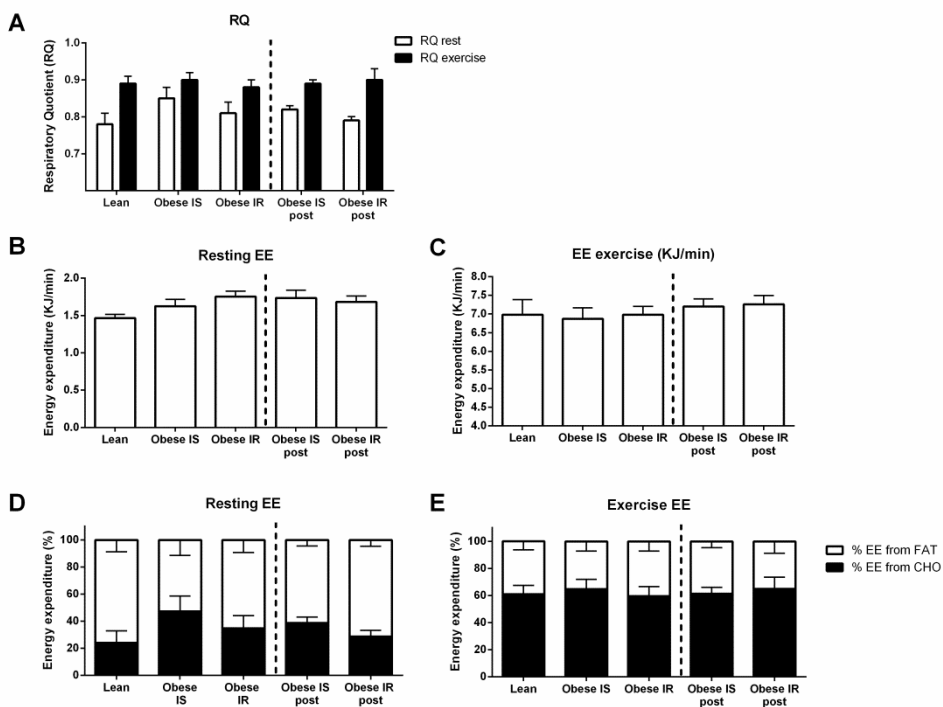 A
RQ
RQ rest
RQ exercise
Respiratory Quotient (RQ)
1.0
0.9
0.8
0.7
Lean
Obese IS
Obese IR
Obese IS
post
Obese IR
post
B
Resting EE
Energy expenditure (KJ/min)
2.0
1.5
1.0
0.5
0.0
Lean
Obese IS
Obese IR
Obese IS
post
Obese IR
post
C
EE exercise (KJ/min)
Energy expenditure (KJ/min)
8.0
7.5
7.0
6.5
6.0
5.5
5.0
4.5
4.0
Lean
Obese IS
Obese IR
Obese IS
post
Obese IR
post
D
Resting EE
Energy expenditure (%)
100
80
60
40
20
0
Lean
Obese
IS
Obese
IR
Obese IS
post
Obese IR
post
E
Exercise EE
Energy expenditure (%)
100
80
60
40
20
0
Lean
Obese IS
Obese IR
Obese IS
post
Obese IR
post
% EE from FAT
% EE from CHO